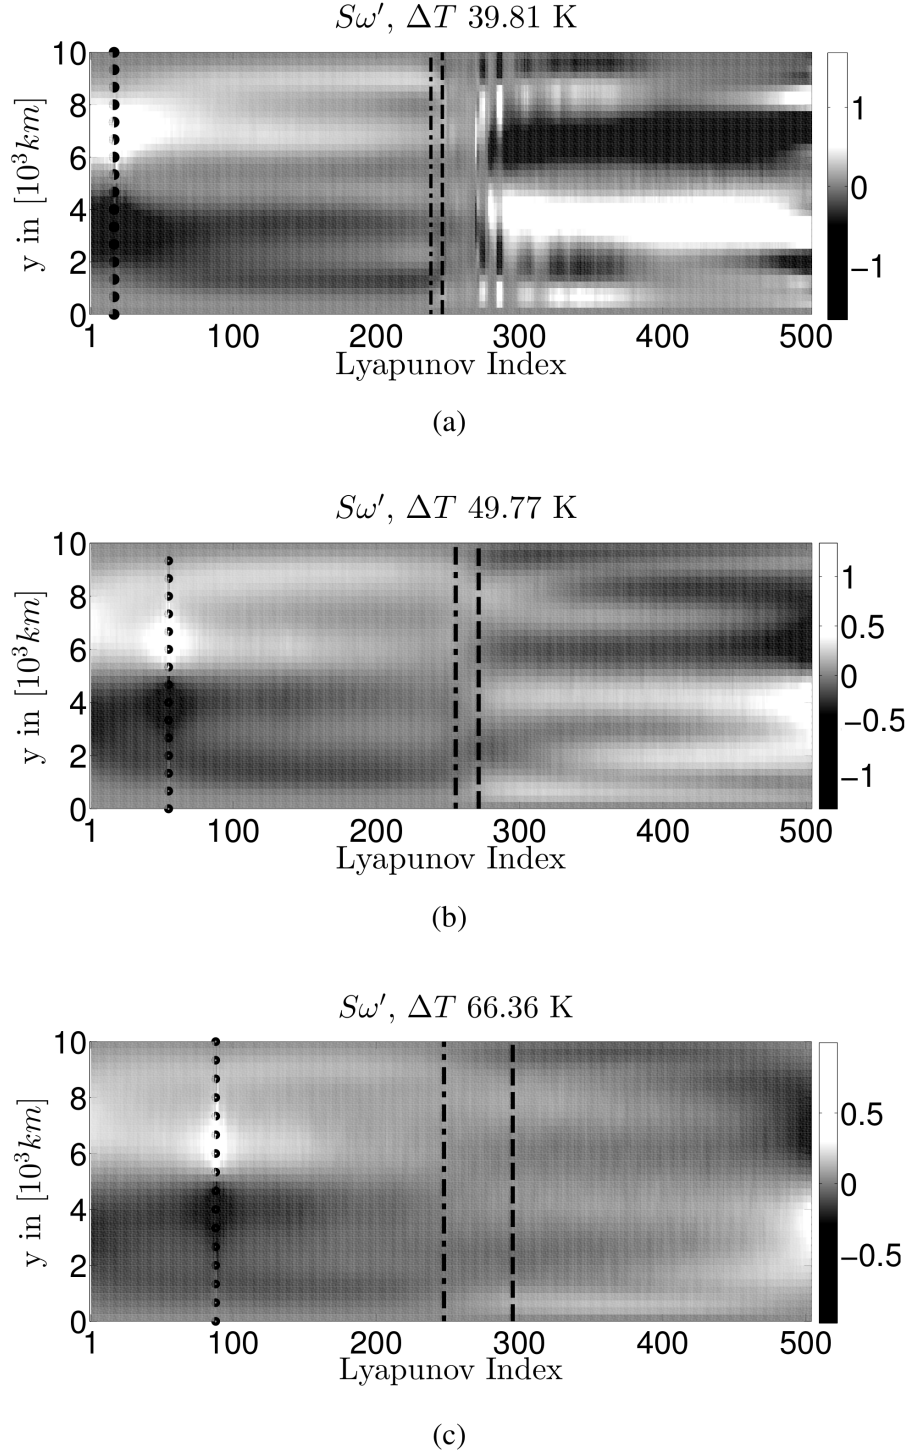 Sω′, ΔT 39.81 K
10
8
6
4
2
0
y in [10³km]
1 100 200 300 400 500
Lyapunov Index
1
0
−1
(a)
Sω′, ΔT 49.77 K
10
8
6
4
2
0
y in [10³km]
1 100 200 300 400 500
Lyapunov Index
1
0.5
0
−0.5
−1
(b)
Sω′, ΔT 66.36 K
10
8
6
4
2
0
y in [10³km]
1 100 200 300 400 500
Lyapunov Index
0.5
0
−0.5
(c)